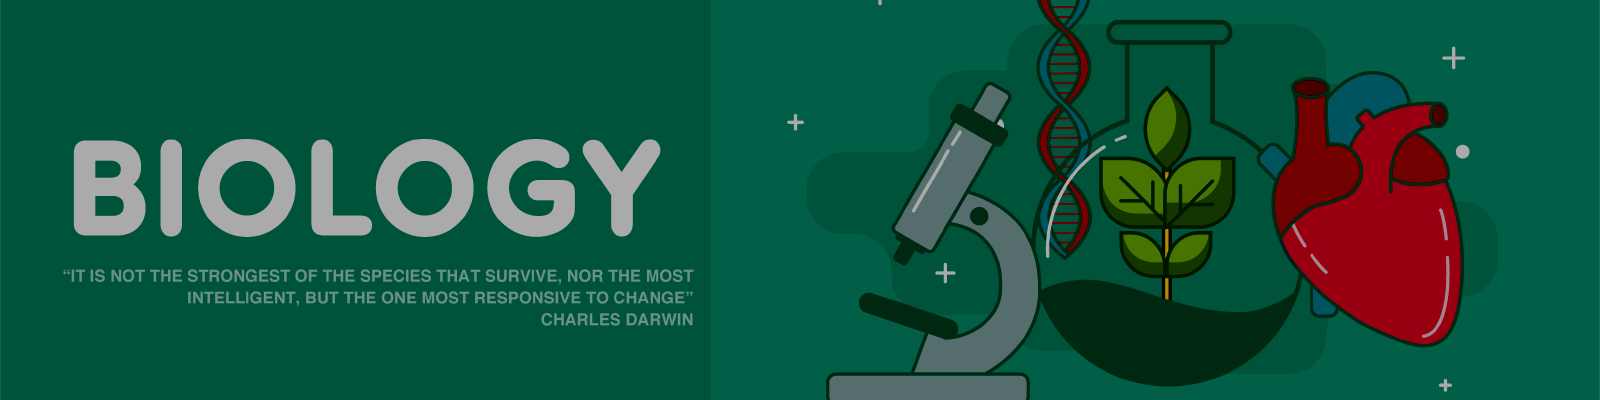 BIOLOGY
“IT IS NOT THE STRONGEST OF THE SPECIES THAT SURVIVE, NOR THE MOST
INTELLIGENT, BUT THE ONE MOST RESPONSIVE TO CHANGE”
CHARLES DARWIN